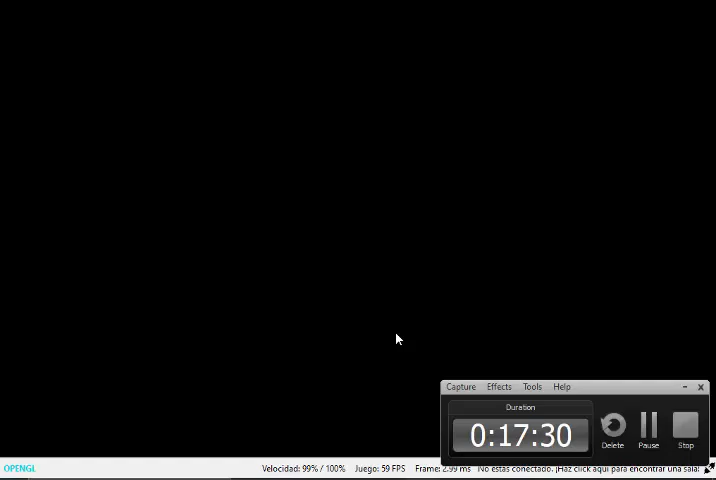 Capture Effects Tools Help
Duration
0:17:30
Delete Pause Stop
OPENGL Velocidad: 99% / 100% Juego: 59 FPS Frame: 2.99 ms No estás conectado. ¡Haz click aquí para encontrar una sala!